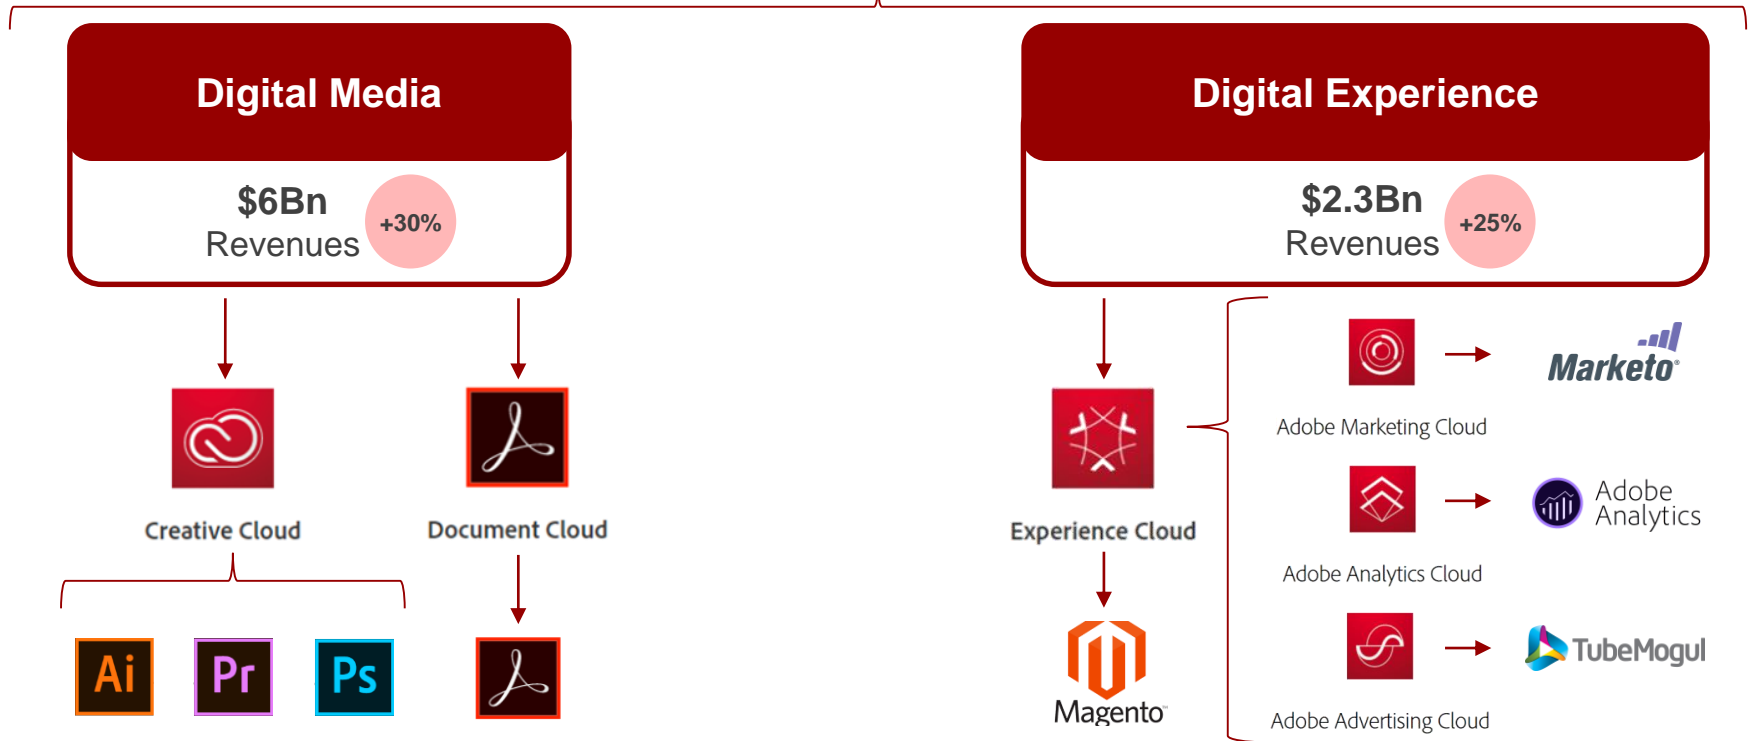 Digital Media
$6Bn
Revenues
+30%
Creative Cloud
Document Cloud
Ai
Pr
Ps
Digital Experience
$2.3Bn
Revenues
+25%
Experience Cloud
Magento™
Adobe Marketing Cloud
Marketo®
Adobe Analytics Cloud
Adobe
Analytics
Adobe Advertising Cloud
TubeMogul